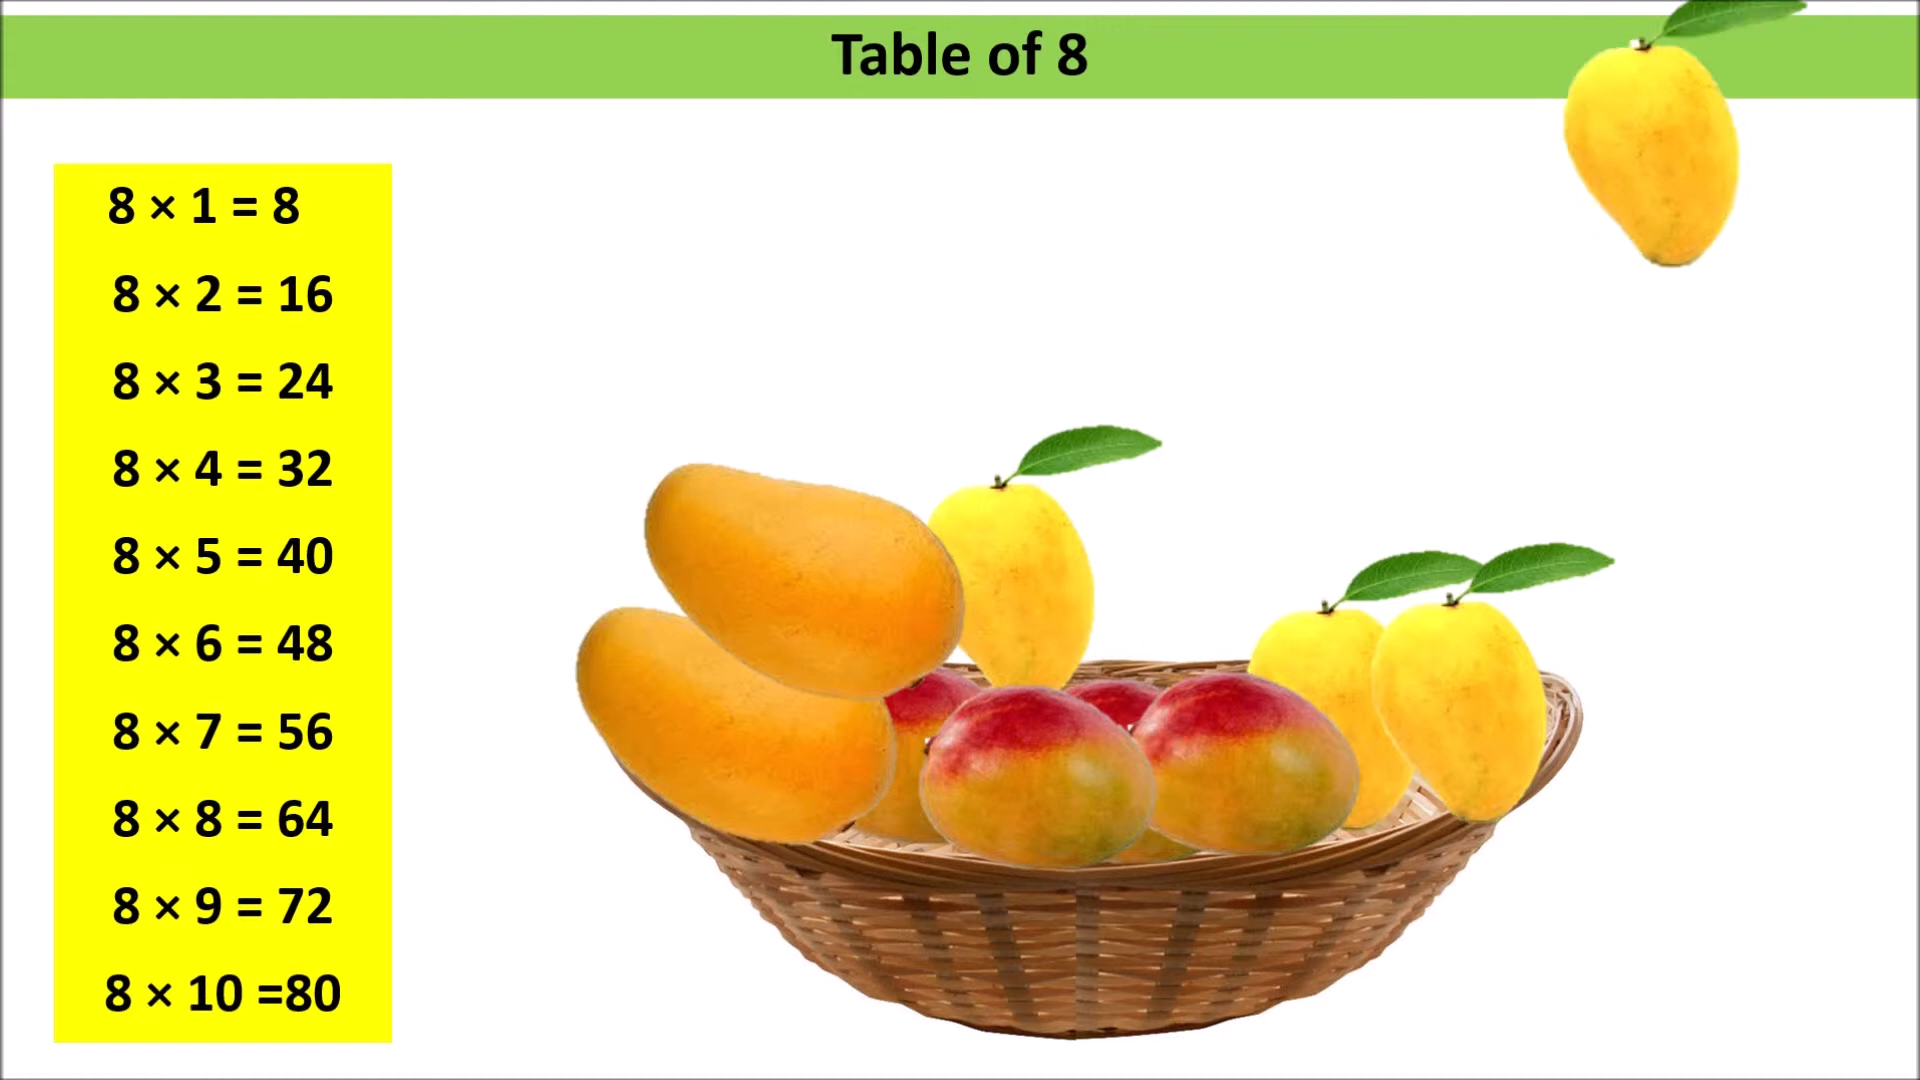 Table of 8
8 × 1 = 8
8 × 2 = 16
8 × 3 = 24
8 × 4 = 32
8 × 5 = 40
8 × 6 = 48
8 × 7 = 56
8 × 8 = 64
8 × 9 = 72
8 × 10 =80